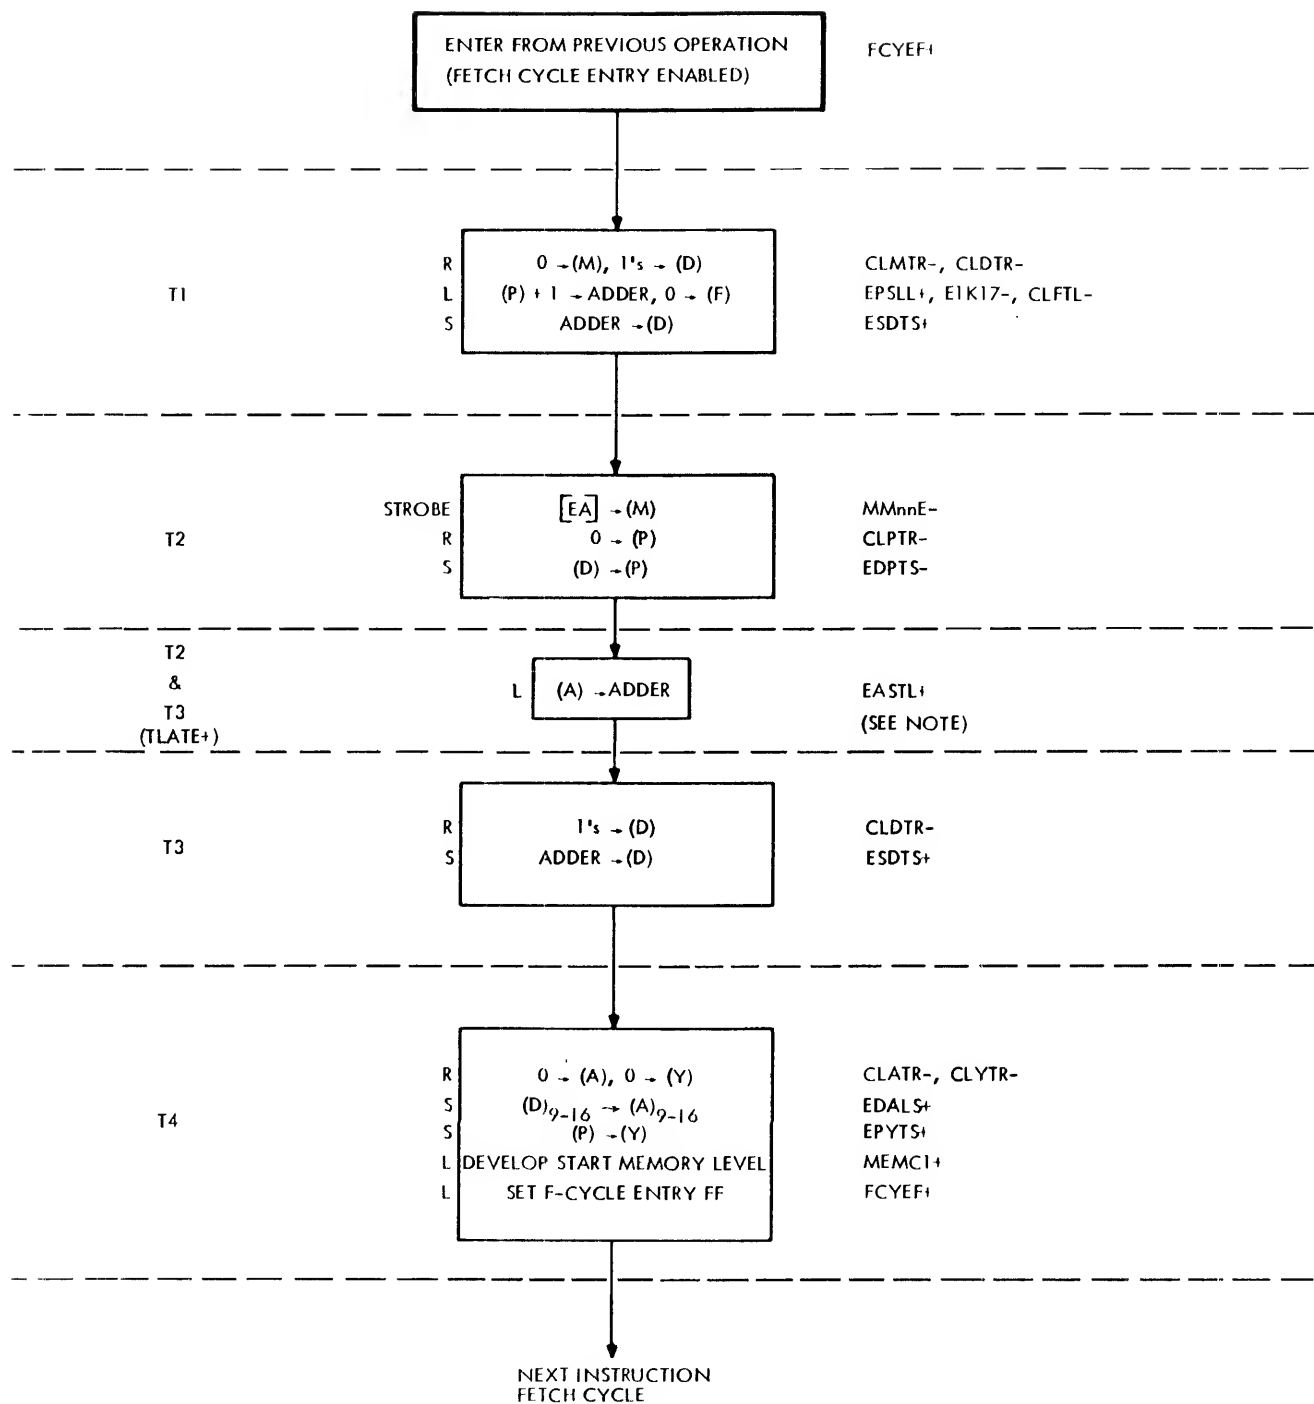 ENTER FROM PREVIOUS OPERATION FCYEF+
(FETCH CYCLE ENTRY ENABLED)
R 0 → (M), 1's → (D) CLMTR-, CLDTR-
T1 L (P) + 1 → ADDER, 0 → (F) EPSLL+, E1K17-, CLFTL-
S ADDER → (D) ESDTS+
STROBE [EA] → (M) MMnnE-
T2 R 0 → (P) CLPTR-
S (D) → (P) EDPTS-
T2
&
T3
(TLATE+)
L (A) → ADDER EASTL+
(SEE NOTE)
R 1's → (D) CLDTR-
T3
S ADDER → (D) ESDTS+
R 0 → (A), 0 → (Y) CLATR-, CLYTR-
S (D)9-16 → (A)9-16 EDALS+
T4
S (P) → (Y) EPYTS+
L DEVELOP START MEMORY LEVEL MEMC1+
L SET F-CYCLE ENTRY FF FCYEF+
NEXT INSTRUCTION
FETCH CYCLE